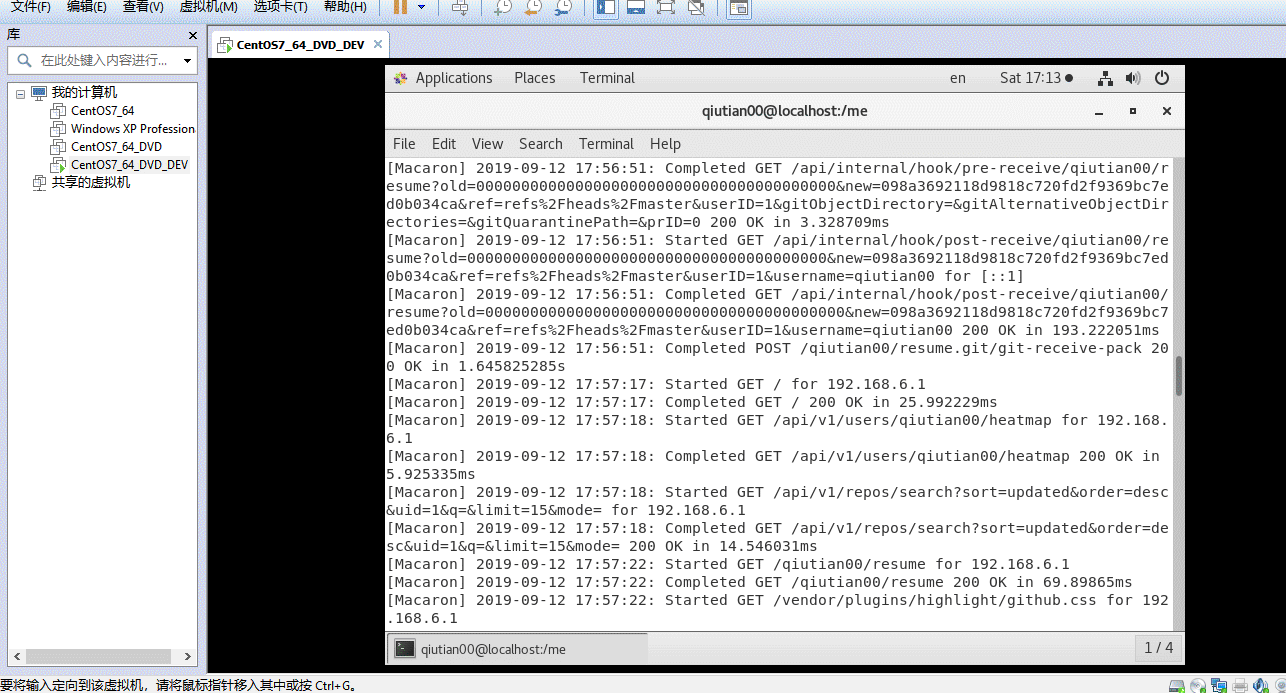 文件(F) 编辑(E) 查看(V) 虚拟机(M) 选项卡(T) 帮助(H)
库
在此处键入内容进行...
我的计算机
CentOS7_64
Windows XP Profession
CentOS7_64_DVD
CentOS7_64_DVD_DEV
共享的虚拟机
CentOS7_64_DVD_DEV
Applications Places Terminal en Sat 17:13
qiutian00@localhost:/me
File Edit View Search Terminal Help
[Macaron] 2019-09-12 17:56:51: Completed GET /api/internal/hook/pre-receive/qiutian00/r
esume?old=0000000000000000000000000000000000000000&new=098a3692118d9818c720fd2f9369bc7e
d0b034ca&ref=refs%2Fheads%2Fmaster&userID=1&gitObjectDirectory=&gitAlternativeObjectDir
ectories=&gitQuarantinePath=&prID=0 200 OK in 3.328709ms
[Macaron] 2019-09-12 17:56:51: Started GET /api/internal/hook/post-receive/qiutian00/re
sume?old=0000000000000000000000000000000000000000&new=098a3692118d9818c720fd2f9369bc7ed
0b034ca&ref=refs%2Fheads%2Fmaster&userID=1&username=qiutian00 for [::1]
[Macaron] 2019-09-12 17:56:51: Completed GET /api/internal/hook/post-receive/qiutian00/
resume?old=0000000000000000000000000000000000000000&new=098a3692118d9818c720fd2f9369bc7
ed0b034ca&ref=refs%2Fheads%2Fmaster&userID=1&username=qiutian00 200 OK in 193.222051ms
[Macaron] 2019-09-12 17:56:51: Completed POST /qiutian00/resume.git/git-receive-pack 20
0 OK in 1.645825285s
[Macaron] 2019-09-12 17:57:17: Started GET / for 192.168.6.1
[Macaron] 2019-09-12 17:57:17: Completed GET / 200 OK in 25.992229ms
[Macaron] 2019-09-12 17:57:18: Started GET /api/v1/users/qiutian00/heatmap for 192.168.
6.1
[Macaron] 2019-09-12 17:57:18: Completed GET /api/v1/users/qiutian00/heatmap 200 OK in
5.925335ms
[Macaron] 2019-09-12 17:57:18: Started GET /api/v1/repos/search?sort=updated&order=desc
&uid=1&q=&limit=15&mode= for 192.168.6.1
[Macaron] 2019-09-12 17:57:18: Completed GET /api/v1/repos/search?sort=updated&order=de
sc&uid=1&q=&limit=15&mode= 200 OK in 14.546031ms
[Macaron] 2019-09-12 17:57:22: Started GET /qiutian00/resume for 192.168.6.1
[Macaron] 2019-09-12 17:57:22: Completed GET /qiutian00/resume 200 OK in 69.89865ms
[Macaron] 2019-09-12 17:57:22: Started GET /vendor/plugins/highlight/github.css for 192
.168.6.1
qiutian00@localhost:/me 1 / 4
要将输入定向到该虚拟机，请将鼠标指针移入其中或按 Ctrl+G。